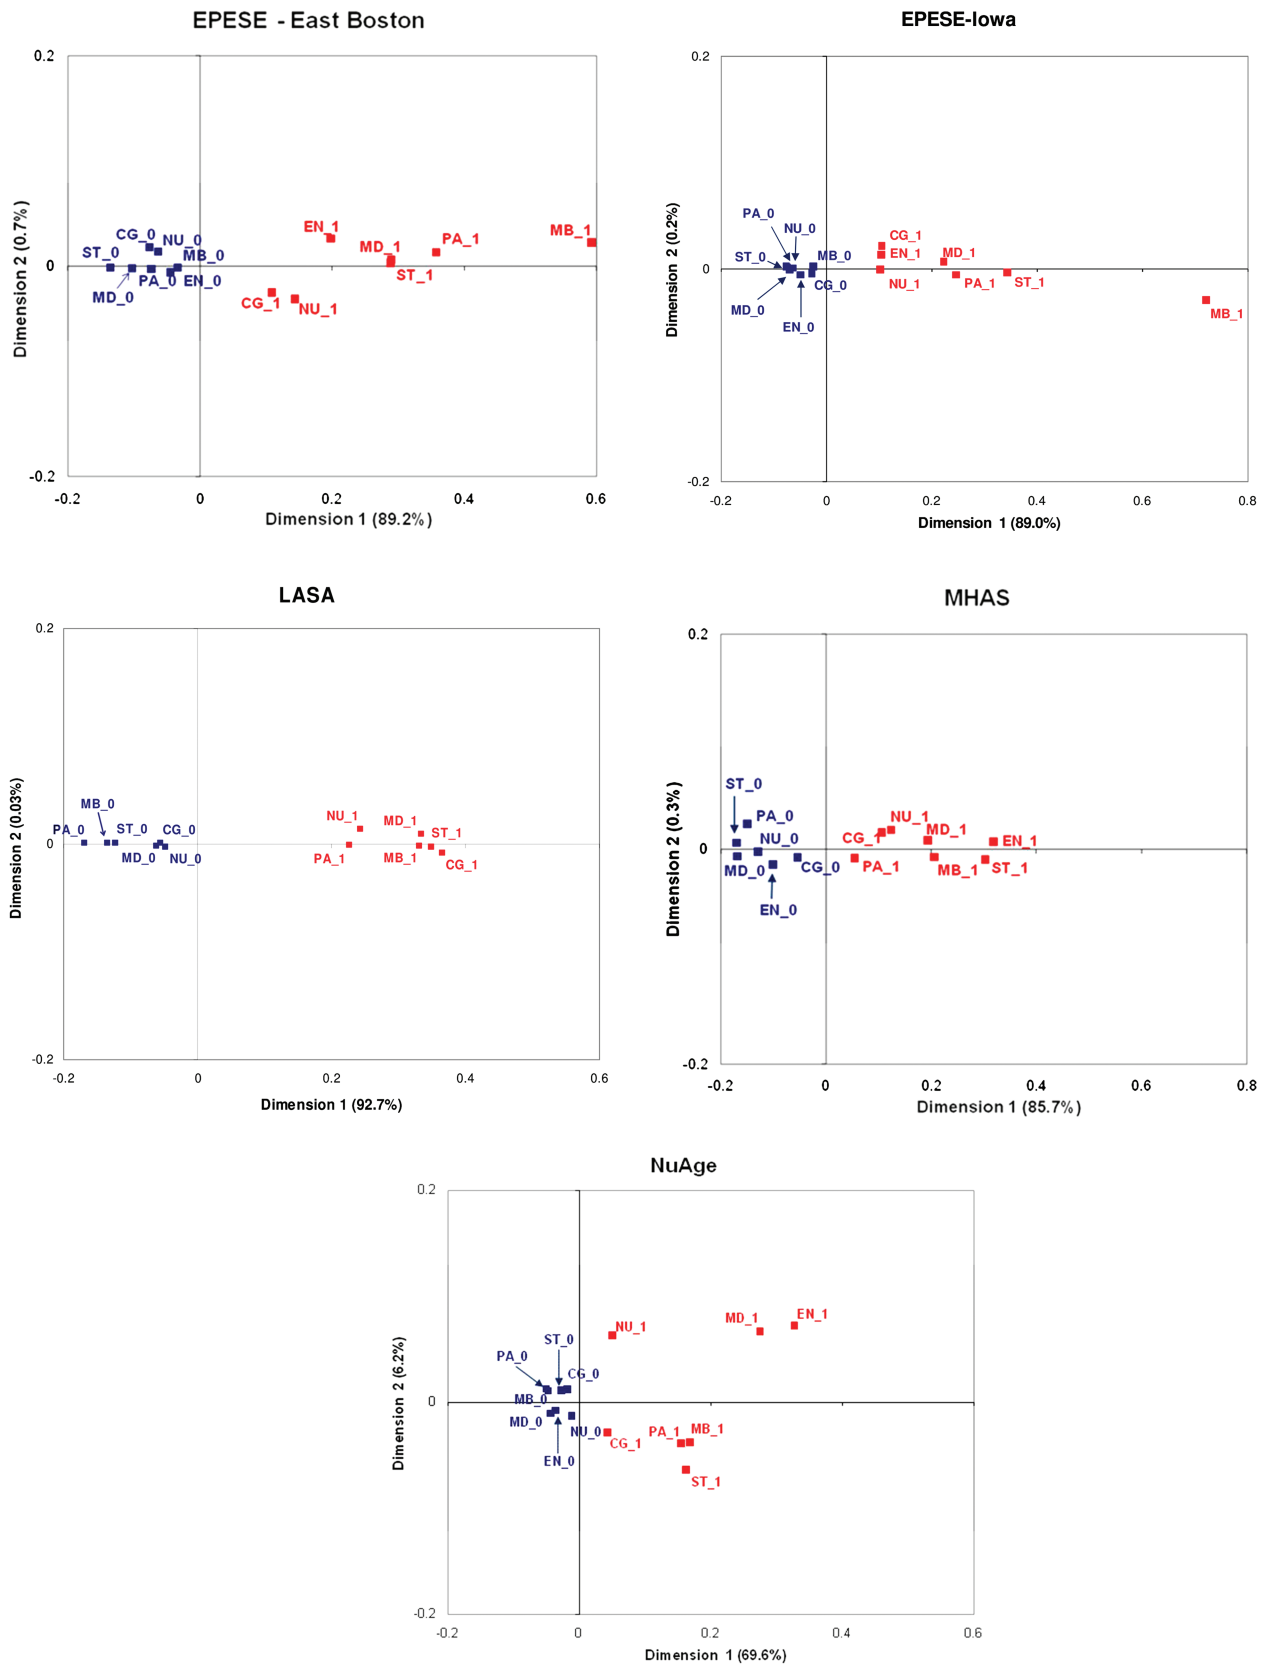 EPESE - East Boston
0.2
CG_0
NU_0
ST_0
MB_0
MD_0
PA_0
EN_0
EN_1
MD_1
PA_1
MB_1
ST_1
CG_1
NU_1
0
-0.2
-0.2 0 0.2 0.4 0.6
Dimension 1 (89.2%)
Dimension 2 (0.7%)
EPESE-Iowa
0.2
PA_0
NU_0
ST_0
MB_0
CG_0
MD_0
EN_0
CG_1
EN_1
MD_1
NU_1
PA_1
ST_1
MB_1
0
-0.2
-0.2 0 0.2 0.4 0.6 0.8
Dimension 1 (89.0%)
Dimension 2 (0.2%)
LASA
0.2
MB_0
PA_0
ST_0
CG_0
MD_0
NU_0
NU_1
MD_1
ST_1
PA_1
MB_1
CG_1
0
-0.2
-0.2 0 0.2 0.4 0.6
Dimension 1 (92.7%)
Dimension 2 (0.03%)
MHAS
0.2
ST_0
PA_0
NU_0
MD_0
CG_0
EN_0
NU_1
CG_1
MD_1
EN_1
PA_1
MB_1
ST_1
0
-0.2
-0.2 0 0.2 0.4 0.6 0.8
Dimension 1 (85.7%)
Dimension 2 (0.3%)
NuAge
0.2
ST_0
PA_0
CG_0
MB_0
MD_0
NU_0
EN_0
NU_1
MD_1
EN_1
CG_1
PA_1
MB_1
ST_1
0
-0.2
-0.2 0 0.2 0.4 0.6
Dimension 1 (69.6%)
Dimension 2 (6.2%)